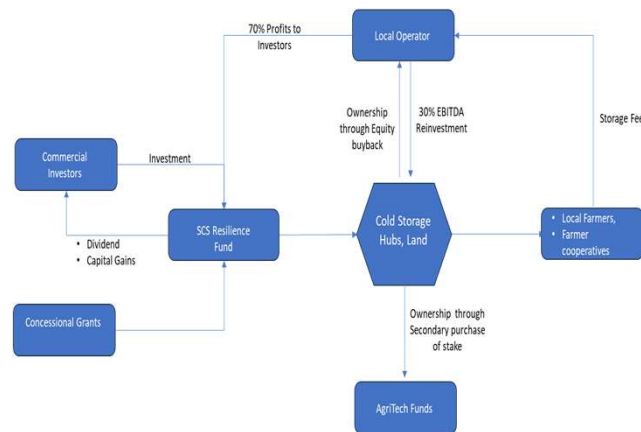 70% Profits to
Investors
Local Operator
Ownership
through Equity
buyback
30% EBITDA
Reinvestment
Storage Fee
Commercial
Investors
Investment
• Dividend
• Capital Gains
SCS Resilience
Fund
Cold Storage
Hubs, Land
• Local Farmers,
• Farmer
cooperatives
Concessional Grants
Ownership through
Secondary purchase
of stake
AgriTech Funds